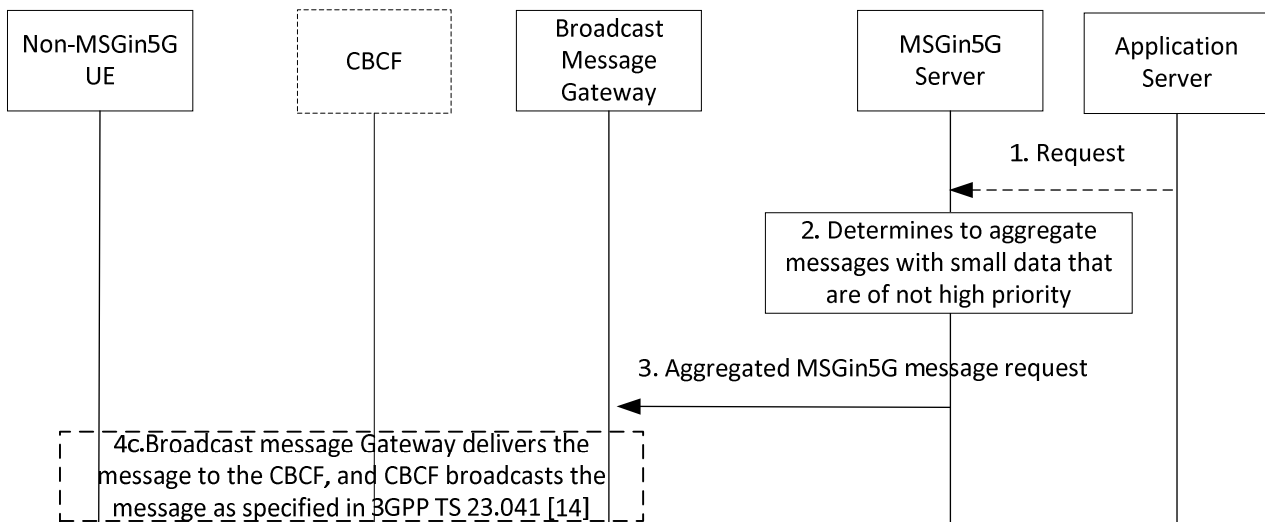 Non-MSGin5G
UE
CBCF
Broadcast
Message
Gateway
MSGin5G
Server
Application
Server
1. Request
2. Determines to aggregate
messages with small data that
are of not high priority
3. Aggregated MSGin5G message request
4c.Broadcast message Gateway delivers the
message to the CBCF, and CBCF broadcasts the
message as specified in 3GPP TS 23.041 [14]